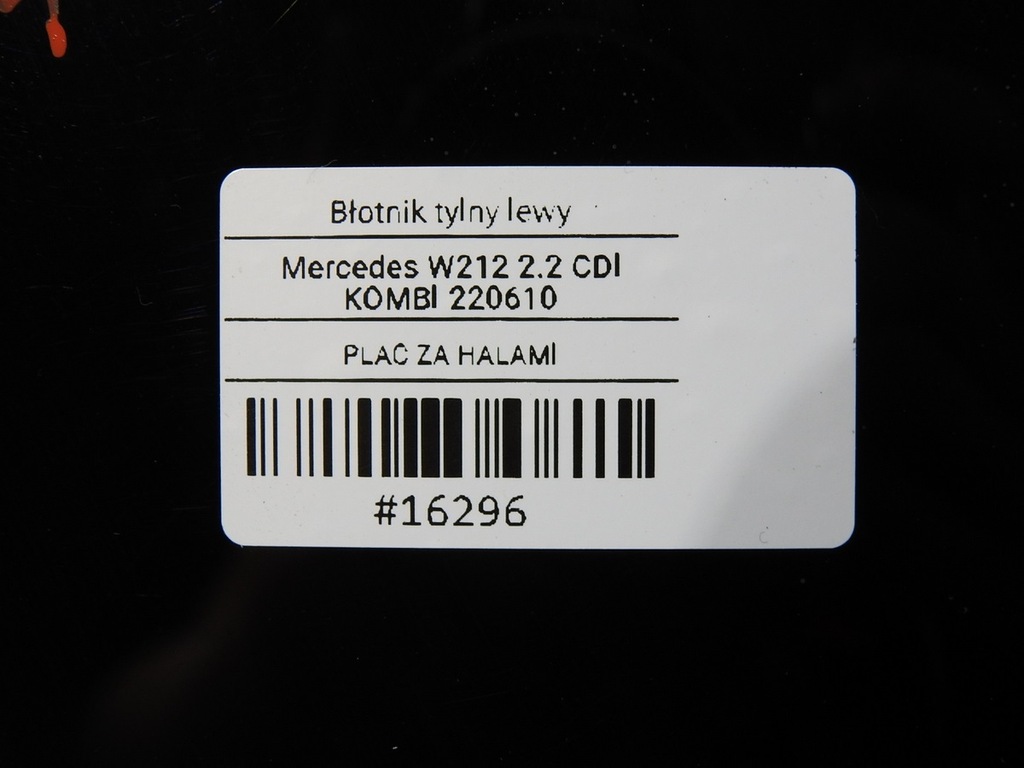 Błotnik tylny lewy
Mercedes W212 2.2 CDI
KOMBI 220610
PLAC ZA HALAMI
#16296